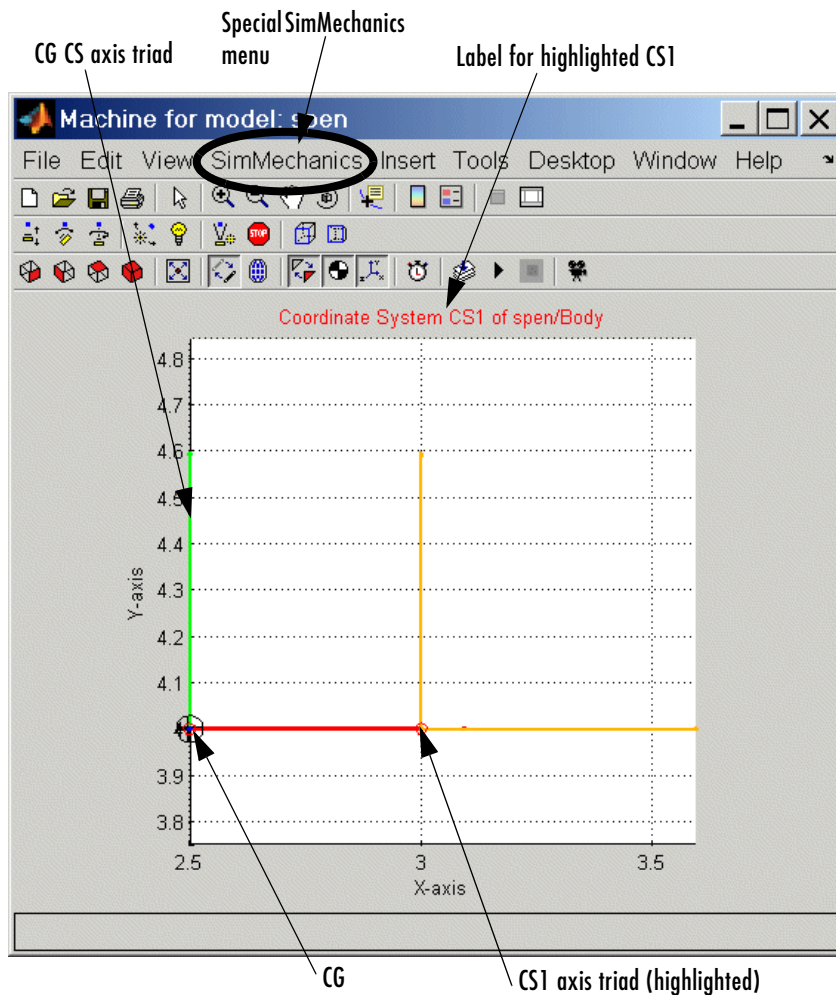 Special SimMechanics
menu
CG CS axis triad
Label for highlighted CS1
Machine for model: spen
File Edit View SimMechanics Insert Tools Desktop Window Help
STOP
Coordinate System CS1 of spen/Body
4.8
4.7
4.6
4.5
4.4
4.3
4.2
4.1
4
3.9
3.8
Y-axis
2.5 3 3.5
X-axis
CG
CS1 axis triad (highlighted)